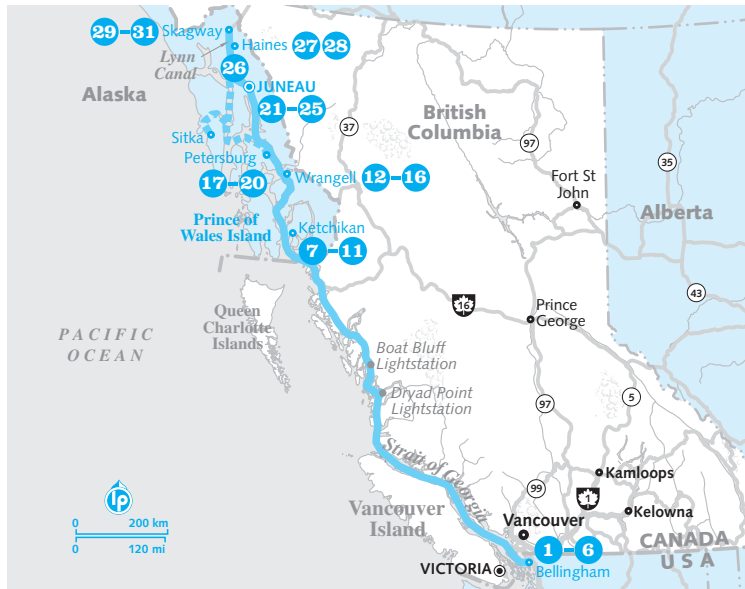 29 – 31 Skagway
Haines 27 28
Lynn
Canal
26
JUNEAU
Alaska
21 – 25
British
Columbia
37
97
35
Sitka
Petersburg
Wrangell 12 – 16
17 – 20
Fort St
John
Alberta
Prince of
Wales Island
Ketchikan
7 – 11
43
16
Prince
George
Queen
Charlotte
Islands
PACIFIC
OCEAN
Boat Bluff
Lightstation
Dryad Point
Lightstation
5
97
Strait of Georgia
Kamloops
99
1
lp
0 200 km
0 120 mi
Vancouver
Island
Vancouver
Kelowna
1 – 6
CANADA
USA
VICTORIA
Bellingham